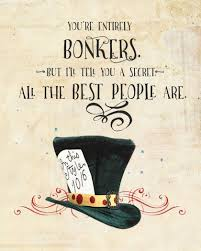 YOU'RE ENTIRELY
BONKERS.
BUT I'LL TELL YOU A SECRET
ALL THE BEST PEOPLE ARE.
In this
Style
10/6